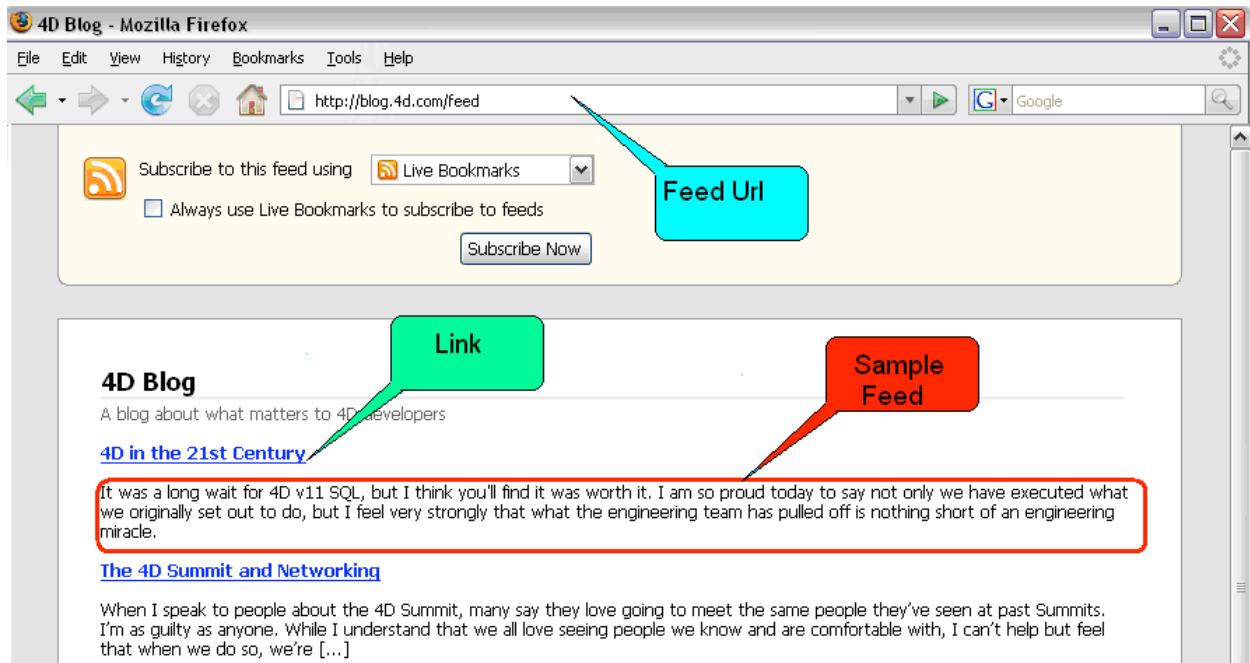 4D Blog - Mozilla Firefox
File Edit View History Bookmarks Tools Help
http://blog.4d.com/feed
G Google
Subscribe to this feed using Live Bookmarks
Always use Live Bookmarks to subscribe to feeds
Feed Url
Subscribe Now
Link
Sample
Feed
4D Blog
A blog about what matters to 4D developers
4D in the 21st Century
It was a long wait for 4D v11 SQL, but I think you'll find it was worth it. I am so proud today to say not only we have executed what
we originally set out to do, but I feel very strongly that what the engineering team has pulled off is nothing short of an engineering
miracle.
The 4D Summit and Networking
When I speak to people about the 4D Summit, many say they love going to meet the same people they've seen at past Summits.
I'm as guilty as anyone. While I understand that we all love seeing people we know and are comfortable with, I can't help but feel
that when we do so, we're [...]